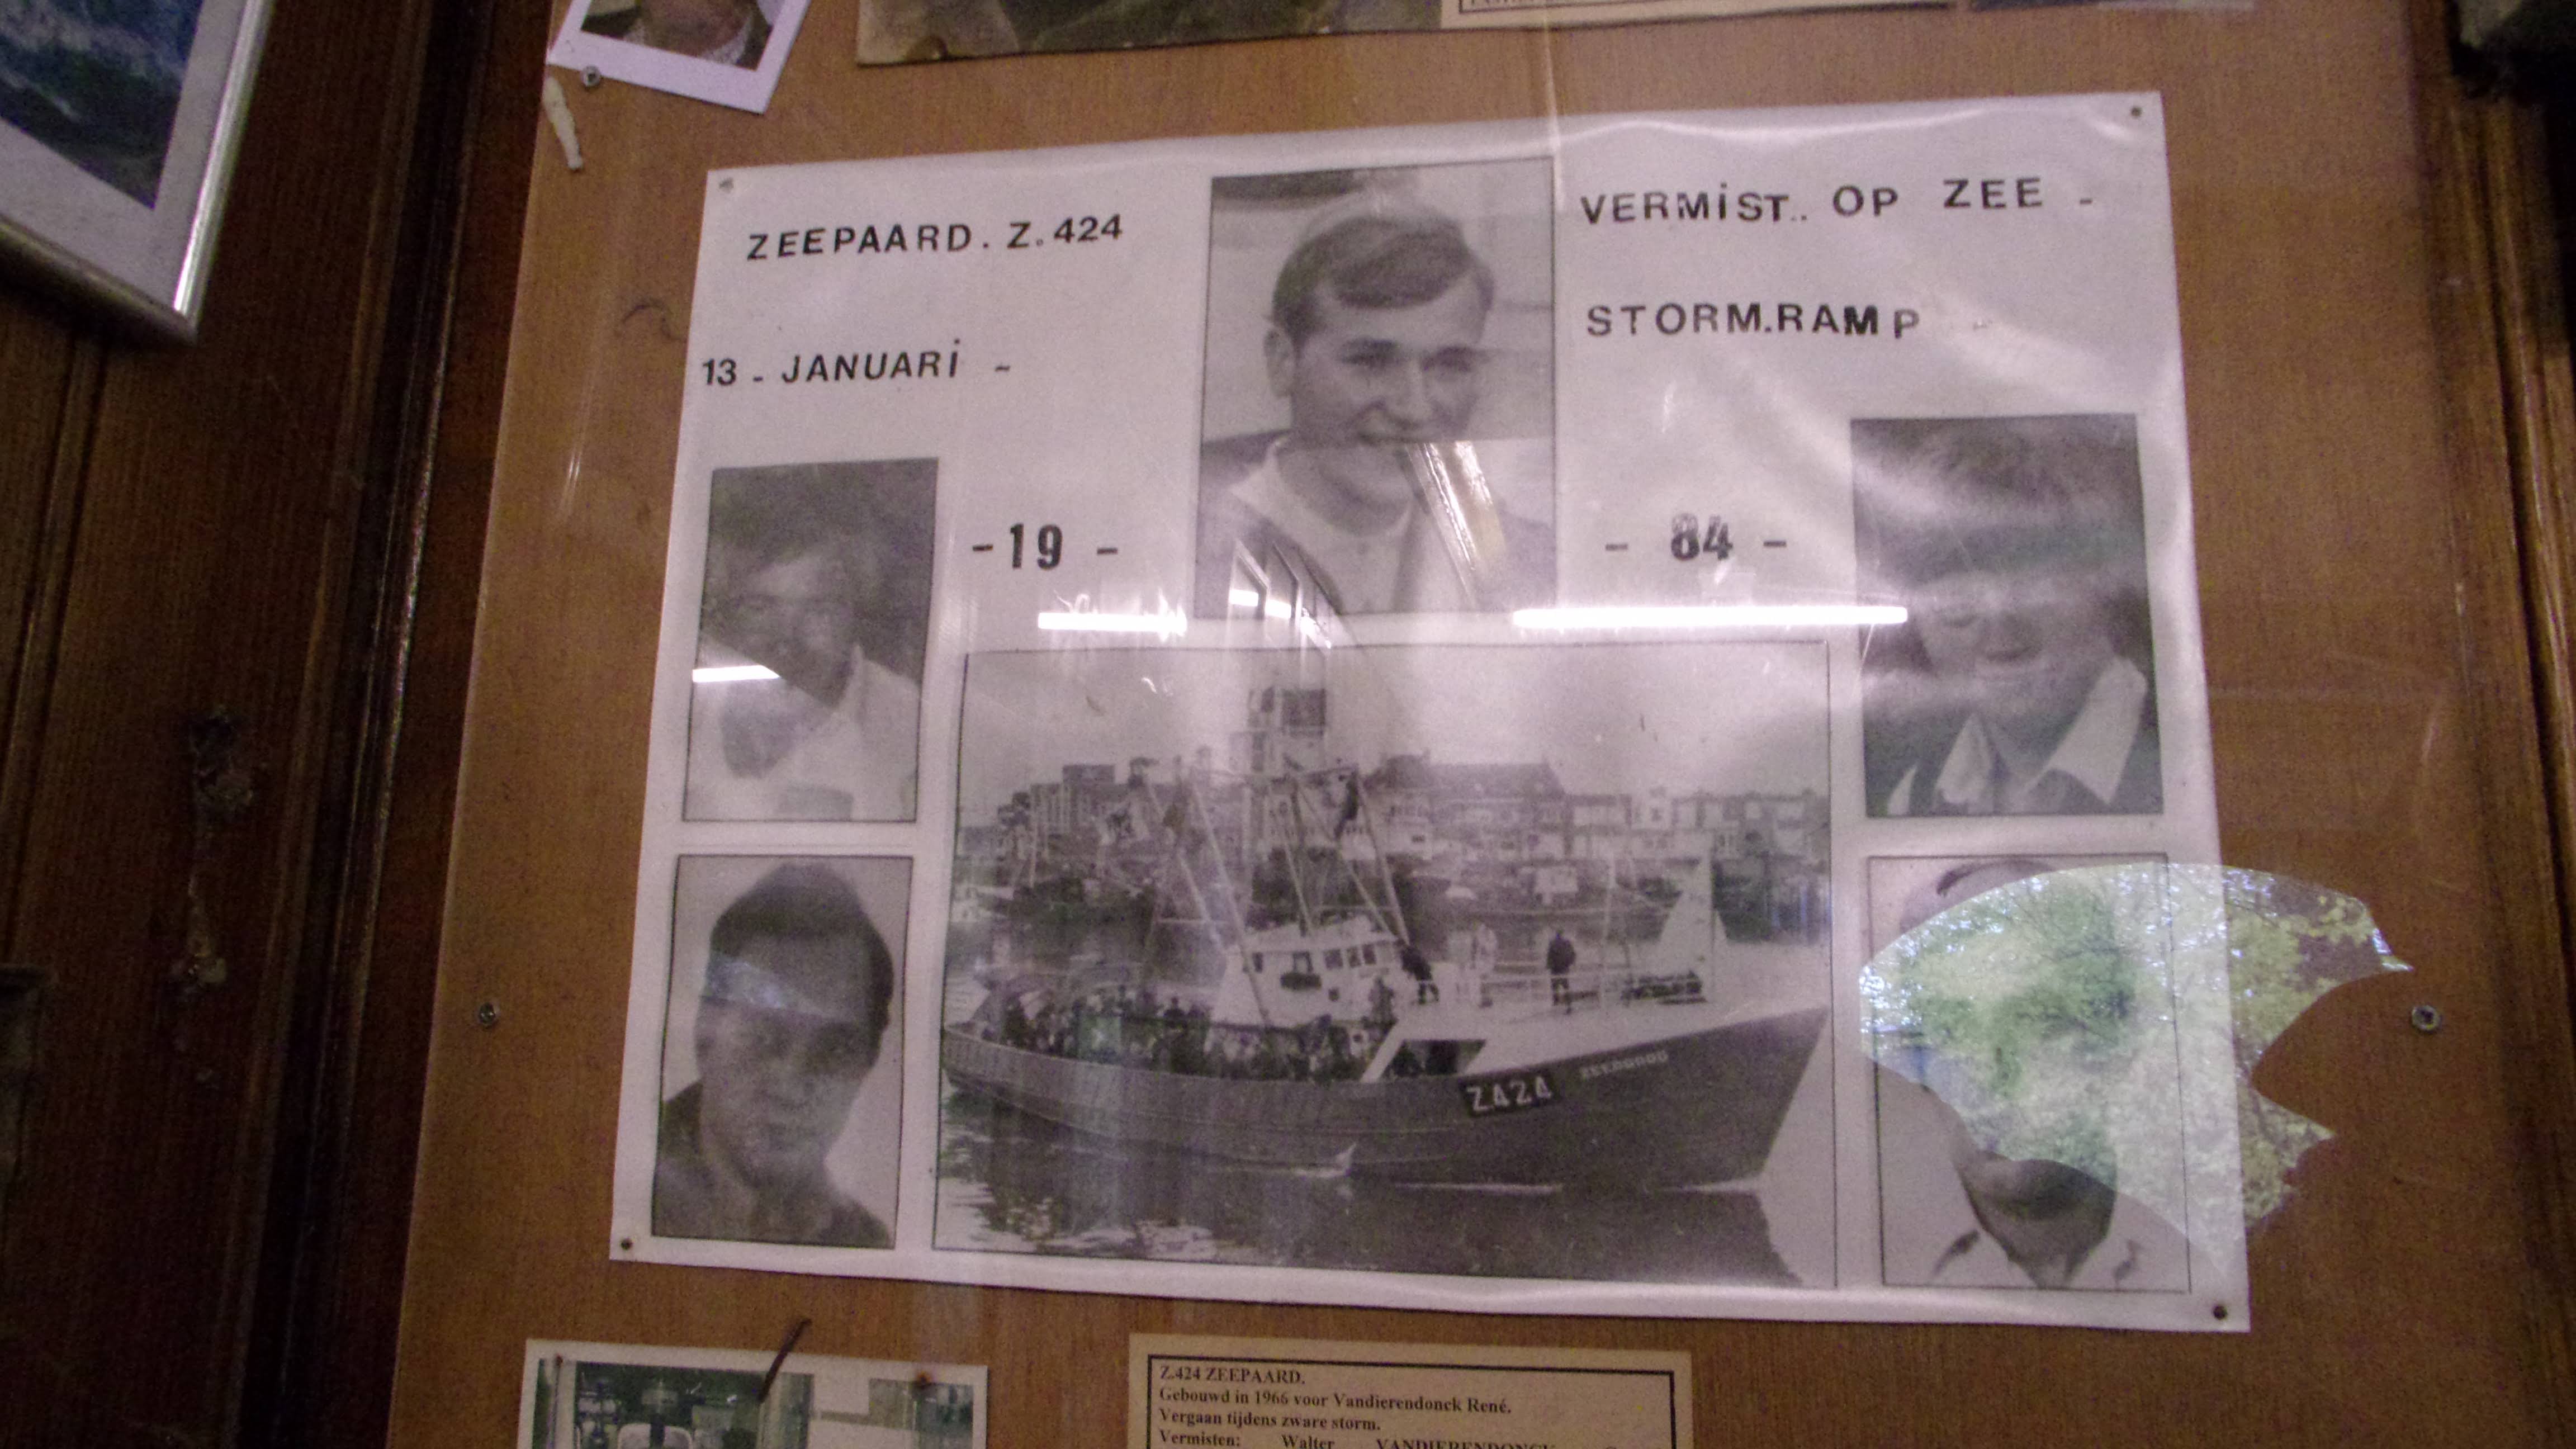 ZEEPAARD. Z.424
VERMiST.. OP ZEE -
STORM.RAMP
13 - JANUARi -
-19 -
- 84 -
Z424
Z.424 ZEEPAARD.
Gebouwd in 1966 voor Vandierendonck René.
Vergaan tijdens zware storm.
Vermisten: Walter VANDIERENDONCK